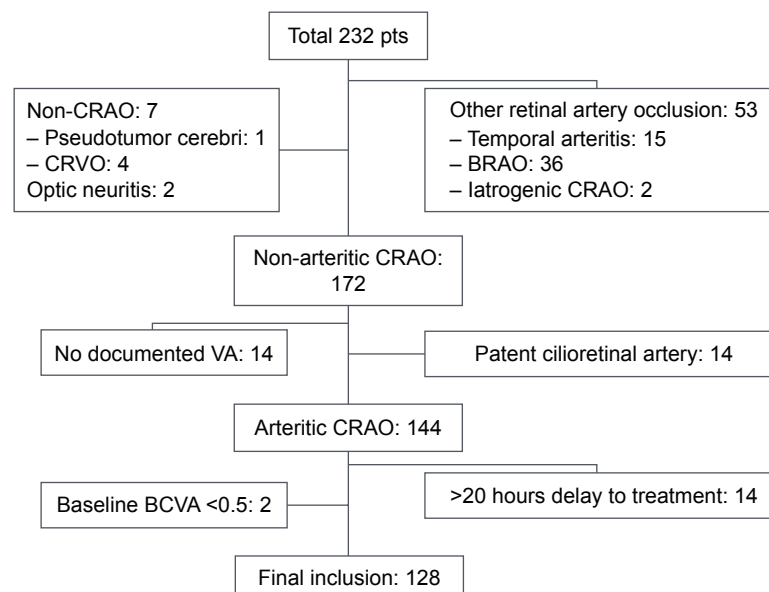 Total 232 pts
Non-CRAO: 7
– Pseudotumor cerebri: 1
– CRVO: 4
Optic neuritis: 2
Other retinal artery occlusion: 53
– Temporal arteritis: 15
– BRAO: 36
– Iatrogenic CRAO: 2
Non-arteritic CRAO:
172
No documented VA: 14
Patent cilioretinal artery: 14
Arteritic CRAO: 144
Baseline BCVA <0.5: 2
>20 hours delay to treatment: 14
Final inclusion: 128